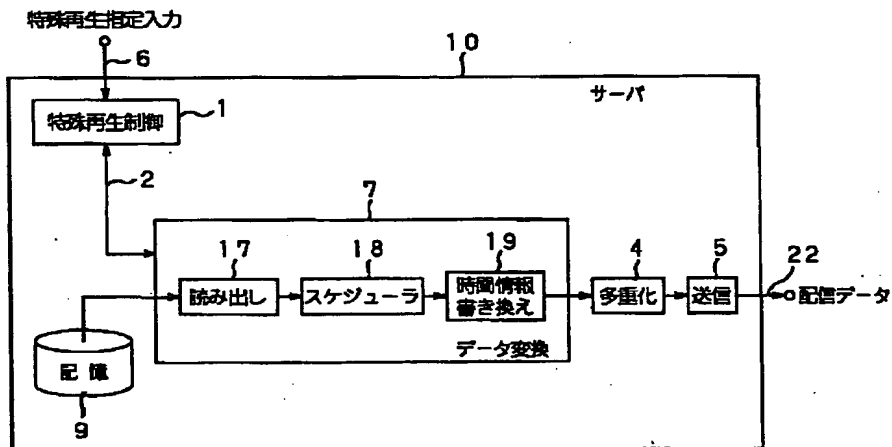 特殊再生指定入力
6
10
サーバ
特殊再生制御
1
2
7
17
18
19
4
5
22
読み出し
スケジューラ
時間情報
書き換え
多重化
送信
配信データ
データ変換
記憶
9